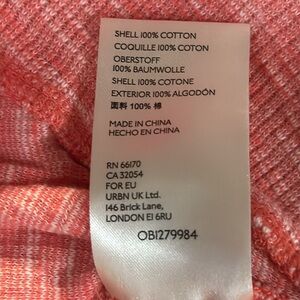 SHELL 100% COTTON
COQUILLE 100% COTON
OBERSTOFF
100% BAUMWOLLE
SHELL 100% COTONE
EXTERIOR 100% ALGODÓN
面料 100% 棉
MADE IN CHINA
HECHO EN CHINA
RN 66170
CA 32054
FOR EU
URBN UK Ltd.
146 Brick Lane,
LONDON E1 6RU
OB1279984